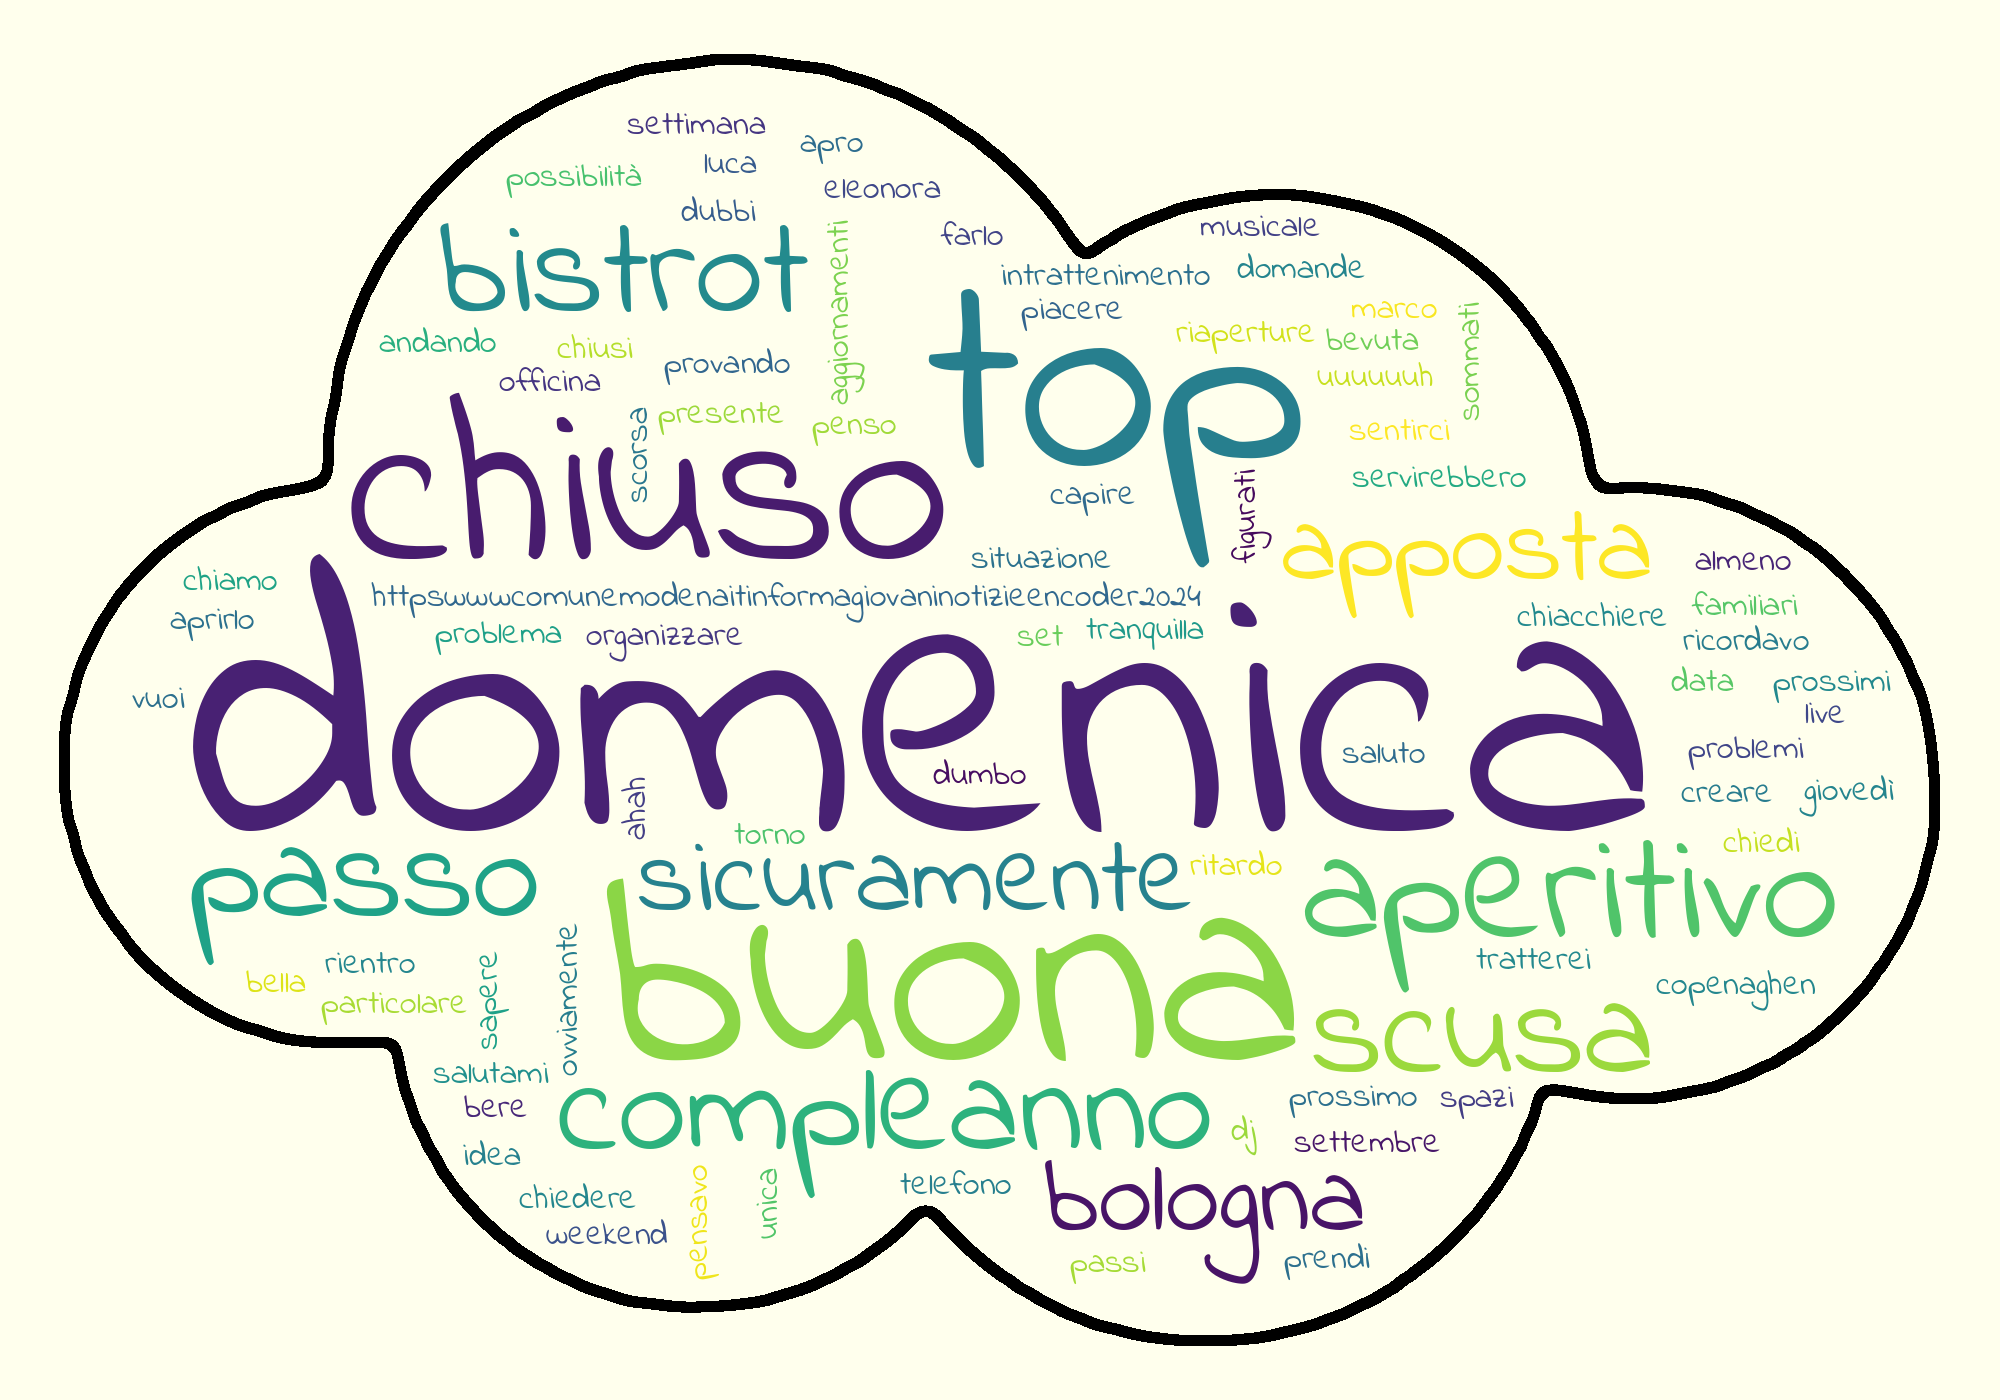 settimana
apro
luca
possibilità
eleonora
dubbi
musicale
farlo
bistrot
aggiornamenti
intrattenimento
domande
piacere
marco
andando
chiusi
riaperture
bevuta
sommati
provando
officina
top
uuuuuuh
presente
penso
scorsa
sentirci
chiuso
servirebbero
capire
figurati
apposta
situazione
almeno
chiamo
httpswwwcomunemodenaitinformagiovaninotizieencoder2024
familiari
aprirlo
chiacchiere
problema
organizzare
set
tranquilla
ricordavo
data
prossimi
vuoi
live
domenica
saluto
problemi
dumbo
creare
giovedì
ahah
torno
chiedi
passo
sicuramente
ritardo
aperitivo
rientro
tratterei
bella
particolare
sapere
ovviamente
buona
copenaghen
scusa
salutami
bere
compleanno
prossimo
spazi
dj
settembre
idea
chiedere
telefono
bologna
weekend
pensavo
unica
passi
prendi